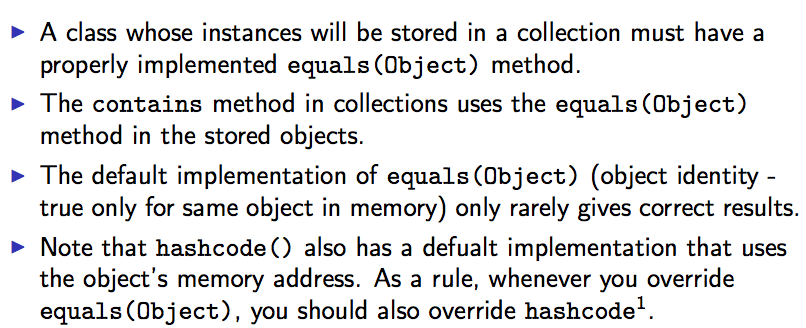 ▶ A class whose instances will be stored in a collection must have a
properly implemented equals(Object) method.
▶ The contains method in collections uses the equals(Object)
method in the stored objects.
▶ The default implementation of equals(Object) (object identity -
true only for same object in memory) only rarely gives correct results.
▶ Note that hashcode() also has a defualt implementation that uses
the object's memory address. As a rule, whenever you override
equals(Object), you should also override hashcode¹.